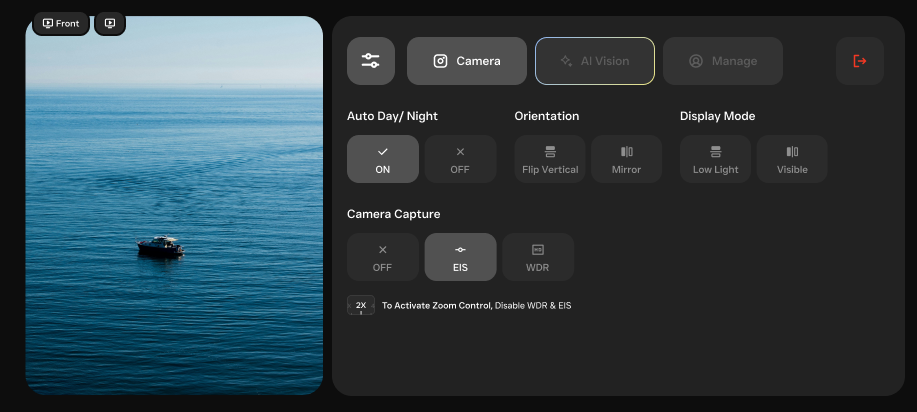 Front
Camera
AI Vision
Manage
Auto Day/ Night
Orientation
Display Mode
ON
OFF
Flip Vertical
Mirror
Low Light
Visible
Camera Capture
OFF
EIS
WDR
2X
To Activate Zoom Control, Disable WDR & EIS